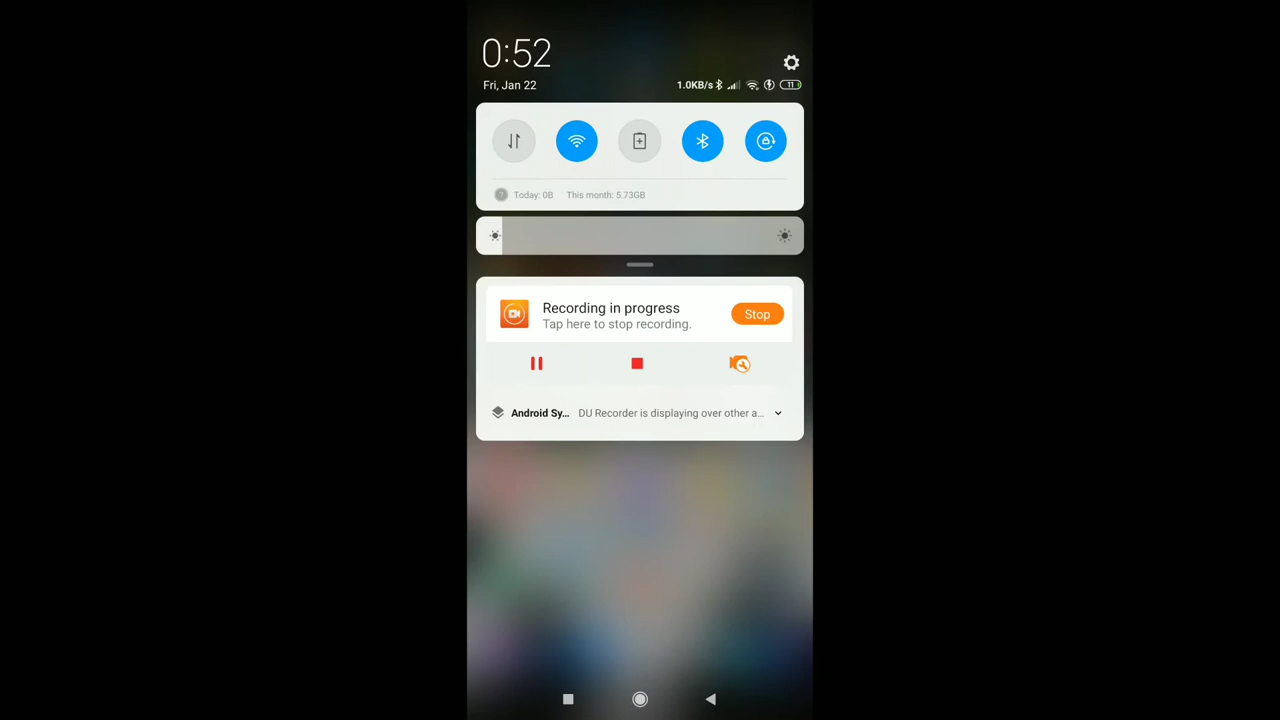 0:52
Fri, Jan 22
1.0KB/s
11
Today: 0B This month: 5.73GB
Recording in progress
Tap here to stop recording.
Stop
Android Sy... DU Recorder is displaying over other a...